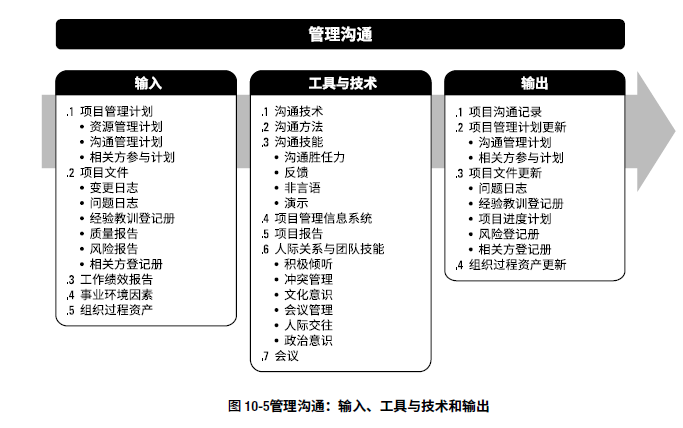 管理沟通
输入
.1 项目管理计划
• 资源管理计划
• 沟通管理计划
• 相关方参与计划
.2 项目文件
• 变更日志
• 问题日志
• 经验教训登记册
• 质量报告
• 风险报告
• 相关方登记册
.3 工作绩效报告
.4 事业环境因素
.5 组织过程资产
工具与技术
.1 沟通技术
.2 沟通方法
.3 沟通技能
• 沟通胜任力
• 反馈
• 非言语
• 演示
.4 项目管理信息系统
.5 项目报告
.6 人际关系与团队技能
• 积极倾听
• 冲突管理
• 文化意识
• 会议管理
• 人际交往
• 政治意识
.7 会议
输出
.1 项目沟通记录
.2 项目管理计划更新
• 沟通管理计划
• 相关方参与计划
.3 项目文件更新
• 问题日志
• 经验教训登记册
• 项目进度计划
• 风险登记册
• 相关方登记册
.4 组织过程资产更新
图 10-5管理沟通：输入、工具与技术和输出